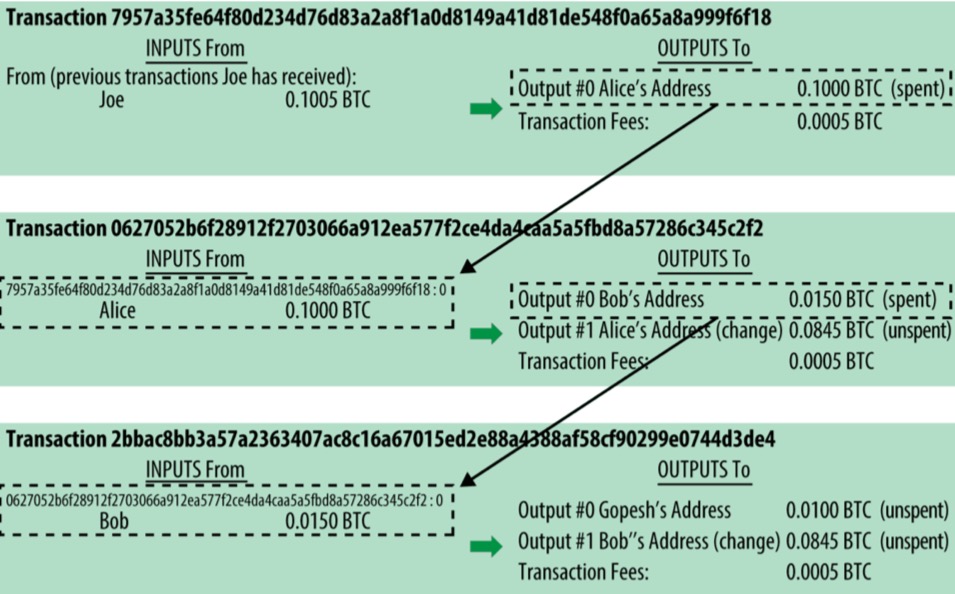 Transaction 7957a35fe64f80d234d76d83a2a8f1a0d8149a41d81de548f0a65a8a999f6f18
INPUTS From
OUTPUTS To
From (previous transactions Joe has received):
Joe 0.1005 BTC
Output #0 Alice's Address 0.1000 BTC (spent)
Transaction Fees: 0.0005 BTC
Transaction 0627052b6f28912f2703066a912ea577f2ce4da4caa5a5fbd8a57286c345c2f2
INPUTS From
OUTPUTS To
7957a35fe64f80d234d76d83a2a8f1a0d8149a41d81de548f0a65a8a999f6f18 : 0
Alice 0.1000 BTC
Output #0 Bob's Address 0.0150 BTC (spent)
Output #1 Alice's Address (change) 0.0845 BTC (unspent)
Transaction Fees: 0.0005 BTC
Transaction 2bbac8bb3a57a2363407ac8c16a67015ed2e88a4388af58cf90299e0744d3de4
INPUTS From
OUTPUTS To
0627052b6f28912f2703066a912ea577f2ce4da4caa5a5fbd8a57286c345c2f2 : 0
Bob 0.0150 BTC
Output #0 Gopesh's Address 0.0100 BTC (unspent)
Output #1 Bob"s Address (change) 0.0845 BTC (unspent)
Transaction Fees: 0.0005 BTC